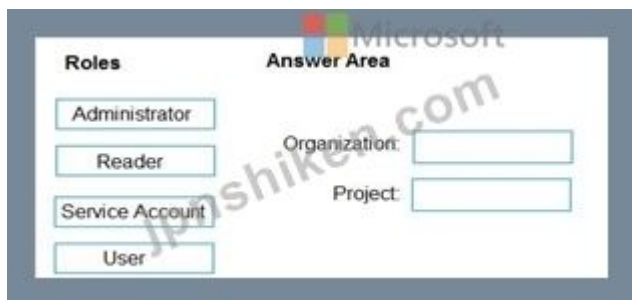 Microsoft
Roles
Answer Area
Administrator
Reader
Service Account
User
Organization:
Project:
jpnshiken.com